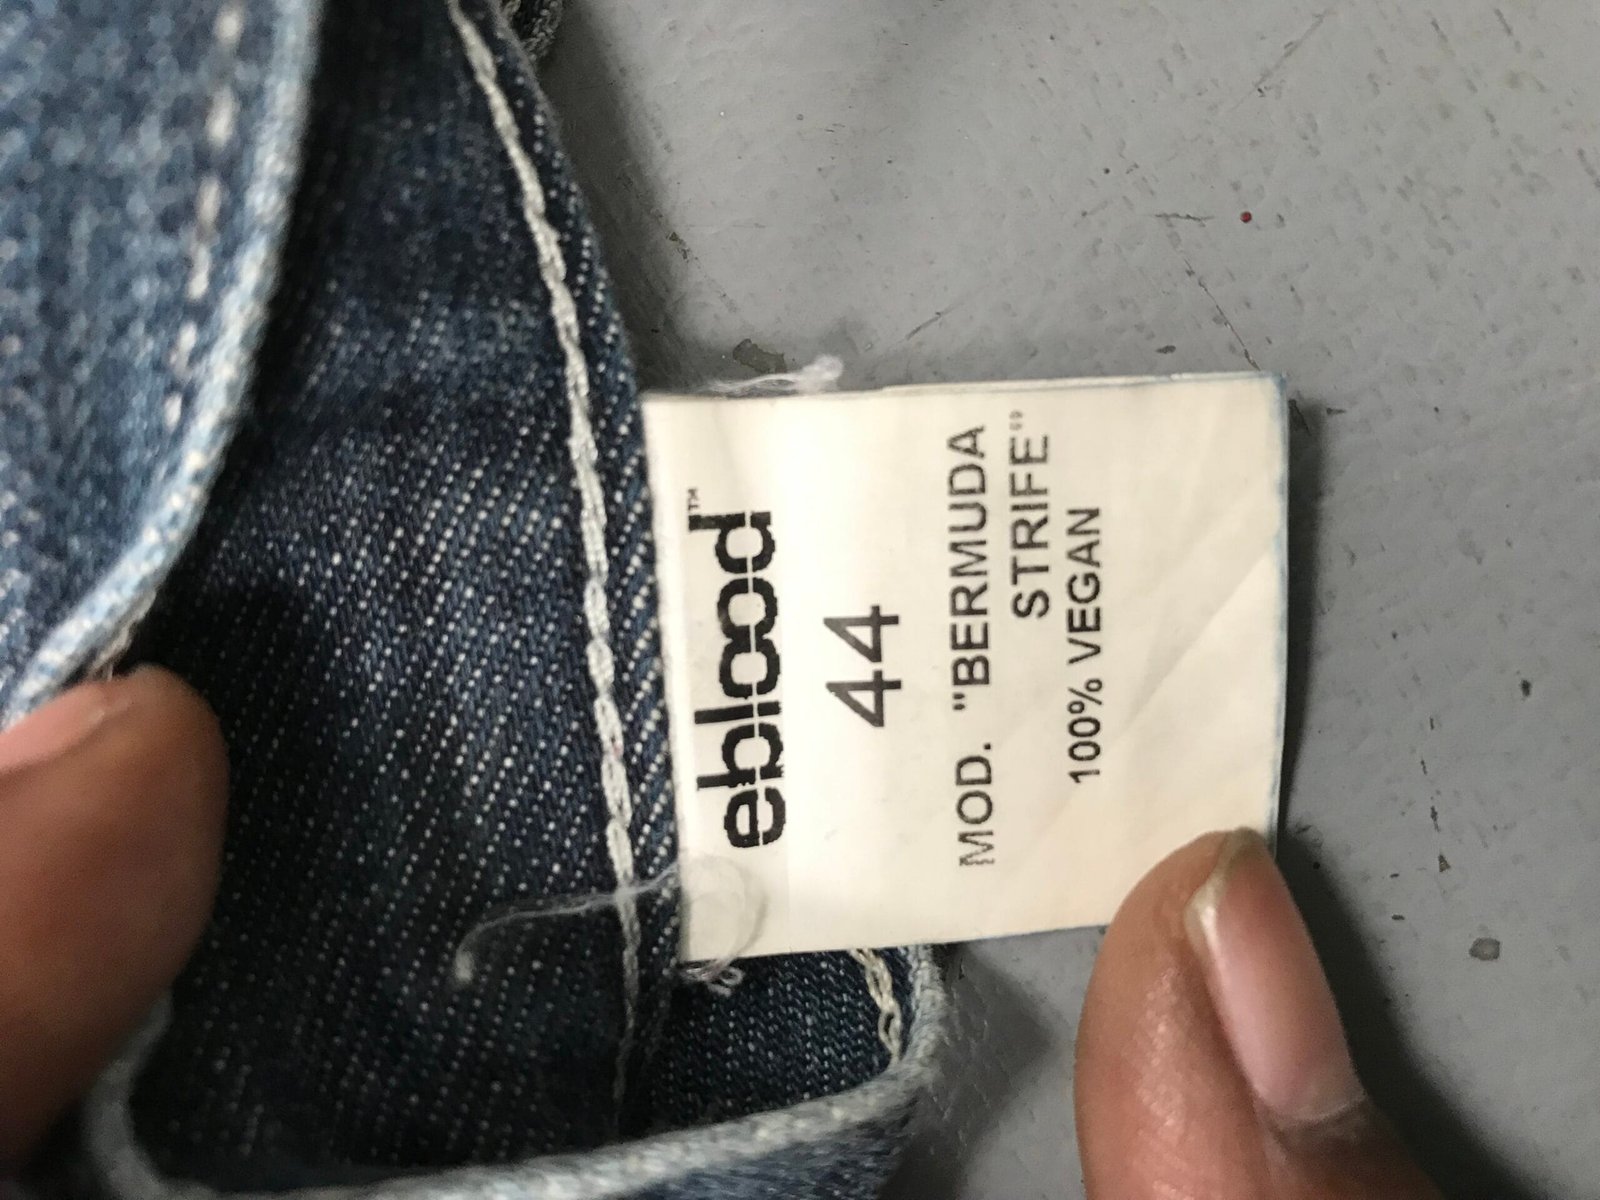 eblood™
44
MOD. "BERMUDA
STRIFE"
100% VEGAN